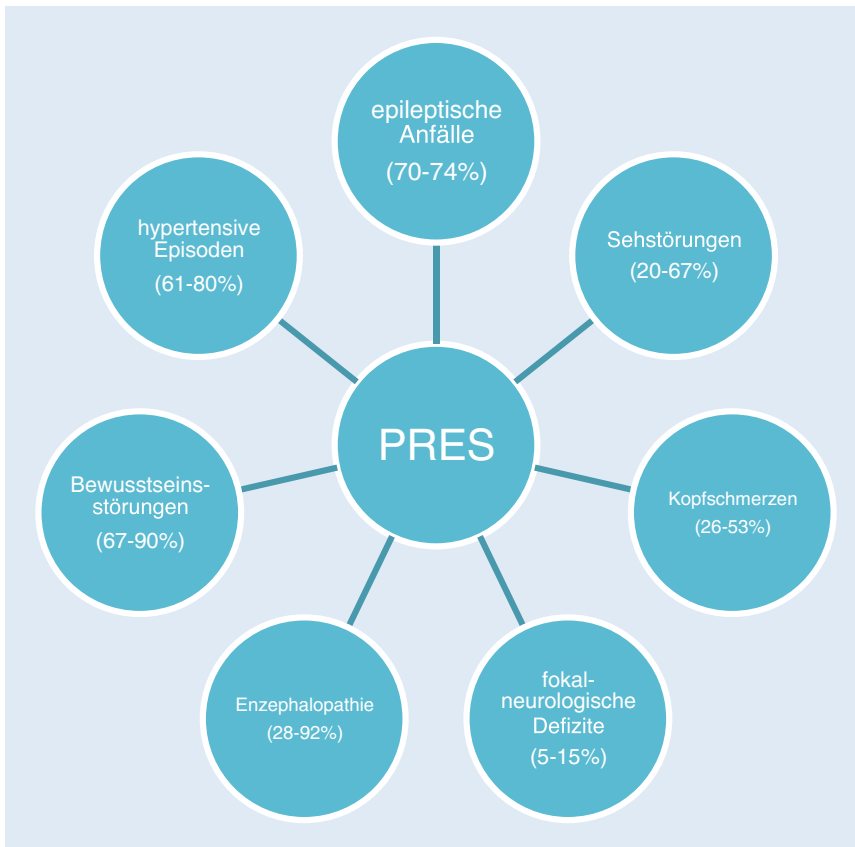 epileptische
Anfälle
(70-74%)
Sehstörungen
(20-67%)
Kopfschmerzen
(26-53%)
fokal-
neurologische
Defizite
(5-15%)
Enzephalopathie
(28-92%)
Bewusstseins-
störungen
(67-90%)
hypertensive
Episoden
(61-80%)
PRES